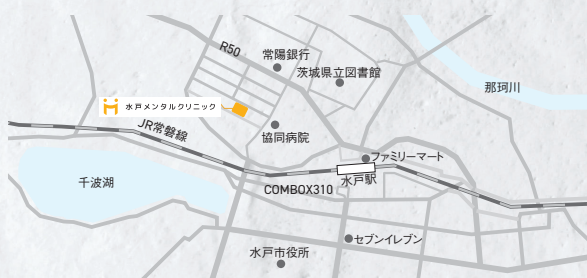 R50
常陽銀行
茨城県立図書館
那珂川
水戸メンタルクリニック
JR常磐線
協同病院
ファミリーマート
千波湖
水戸駅
COMBOX310
セブンイレブン
水戸市役所